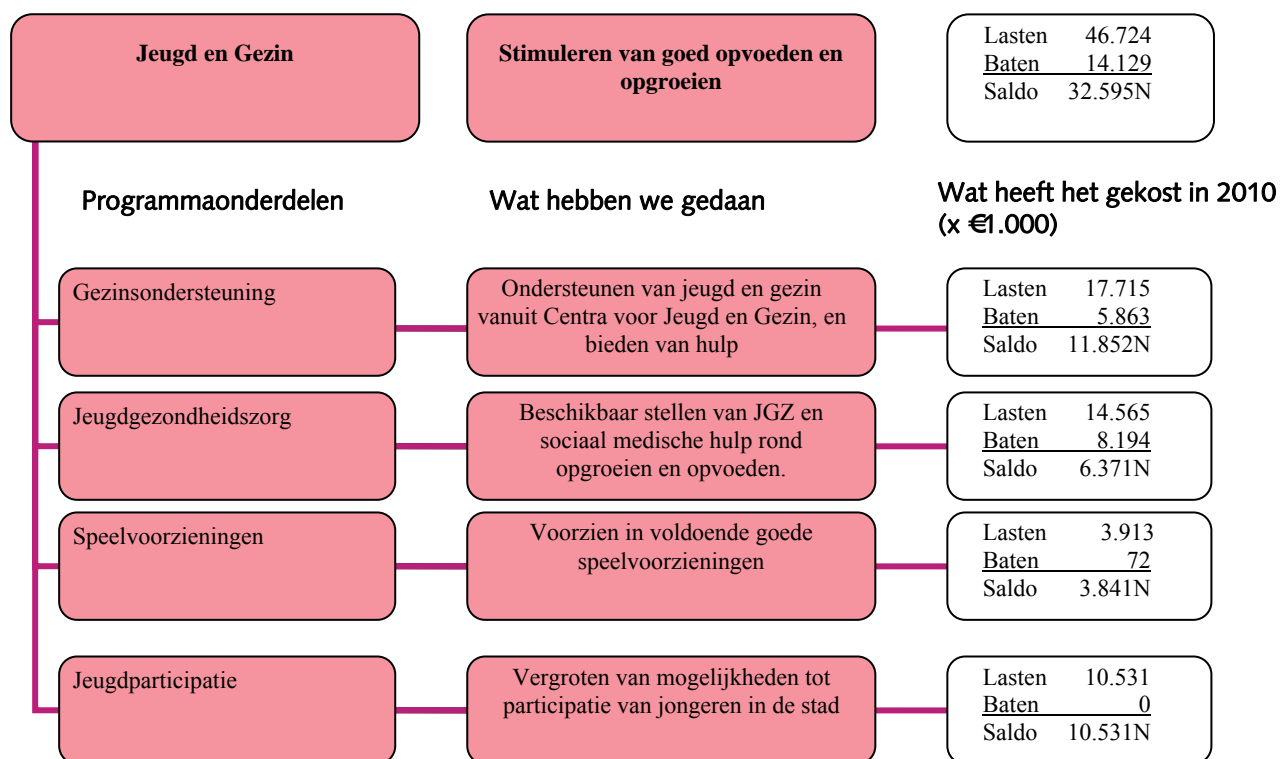 Jeugd en Gezin
Stimuleren van goed opvoeden en
opgroeien
Lasten 46.724
Baten 14.129
Saldo 32.595N
Programmaonderdelen
Wat hebben we gedaan
Wat heeft het gekost in 2010
(x €1.000)
Gezinsondersteuning
Ondersteunen van jeugd en gezin
vanuit Centra voor Jeugd en Gezin, en
bieden van hulp
Lasten 17.715
Baten 5.863
Saldo 11.852N
Jeugdgezondheidszorg
Beschikbaar stellen van JGZ en
sociaal medische hulp rond
opgroeien en opvoeden.
Lasten 14.565
Baten 8.194
Saldo 6.371N
Speelvoorzieningen
Voorzien in voldoende goede
speelvoorzieningen
Lasten 3.913
Baten 72
Saldo 3.841N
Jeugdparticipatie
Vergroten van mogelijkheden tot
participatie van jongeren in de stad
Lasten 10.531
Baten 0
Saldo 10.531N